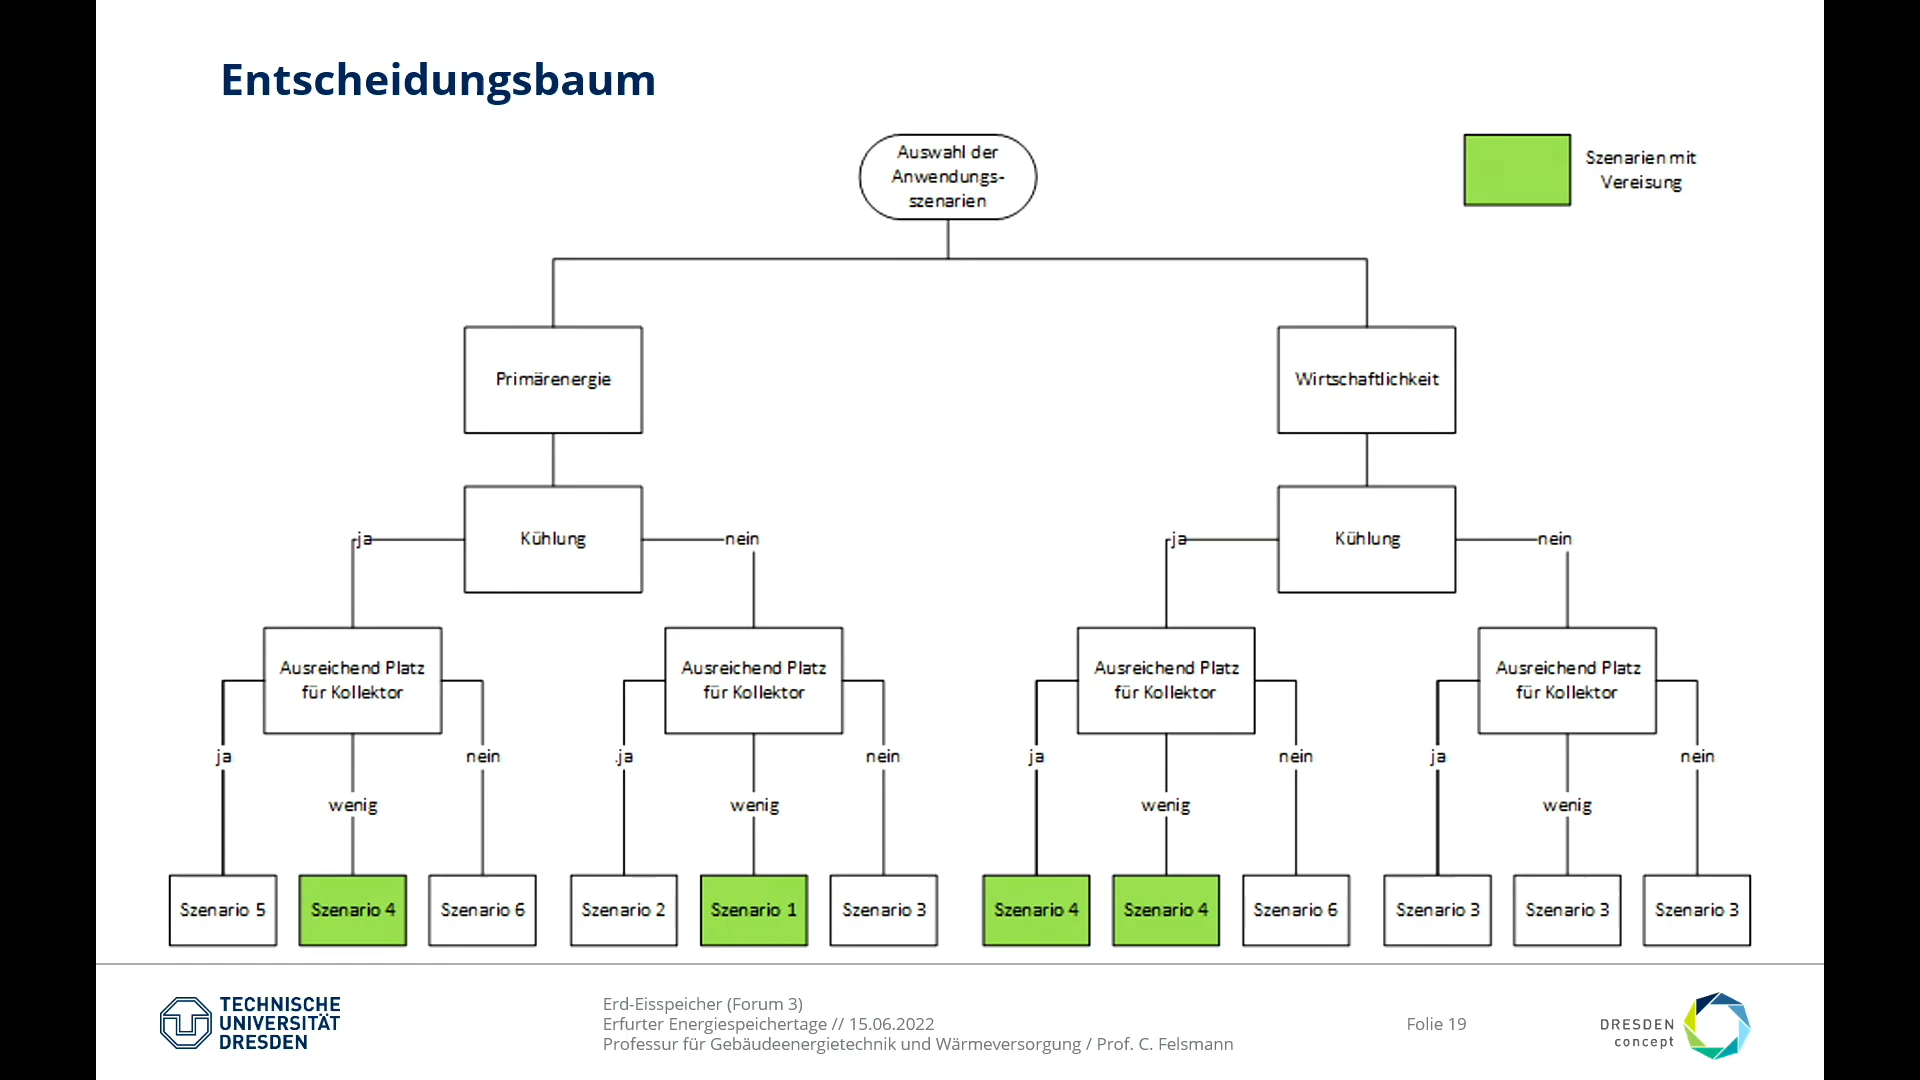 Entscheidungsbaum
Auswahl der
Anwendungs-
szenarien
Szenarien mit
Vereisung
Primärenergie
Wirtschaftlichkeit
ja
Kühlung
nein
ja
Kühlung
nein
Ausreichend Platz
für Kollektor
Ausreichend Platz
für Kollektor
Ausreichend Platz
für Kollektor
Ausreichend Platz
für Kollektor
ja
nein
ja
nein
ja
nein
ja
nein
wenig
wenig
wenig
wenig
Szenario 5
Szenario 4
Szenario 6
Szenario 2
Szenario 1
Szenario 3
Szenario 4
Szenario 4
Szenario 6
Szenario 3
Szenario 3
Szenario 3
TECHNISCHE
UNIVERSITÄT
DRESDEN
Erd-Eisspeicher (Forum 3)
Erfurter Energiespeichertage // 15.06.2022
Professur für Gebäudeenergietechnik und Wärmeversorgung / Prof. C. Felsmann
Folie 19
DRESDEN
concept